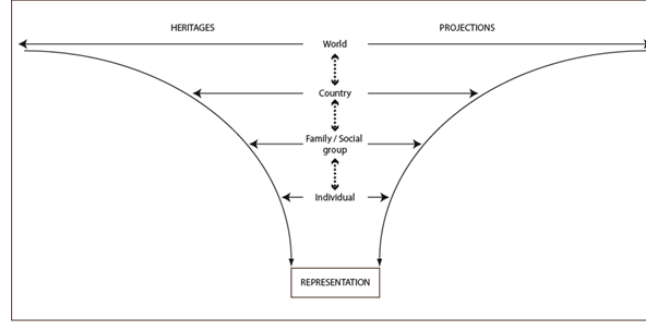 HERITAGES
PROJECTIONS
World
Country
Family / Social
group
Individual
REPRESENTATION